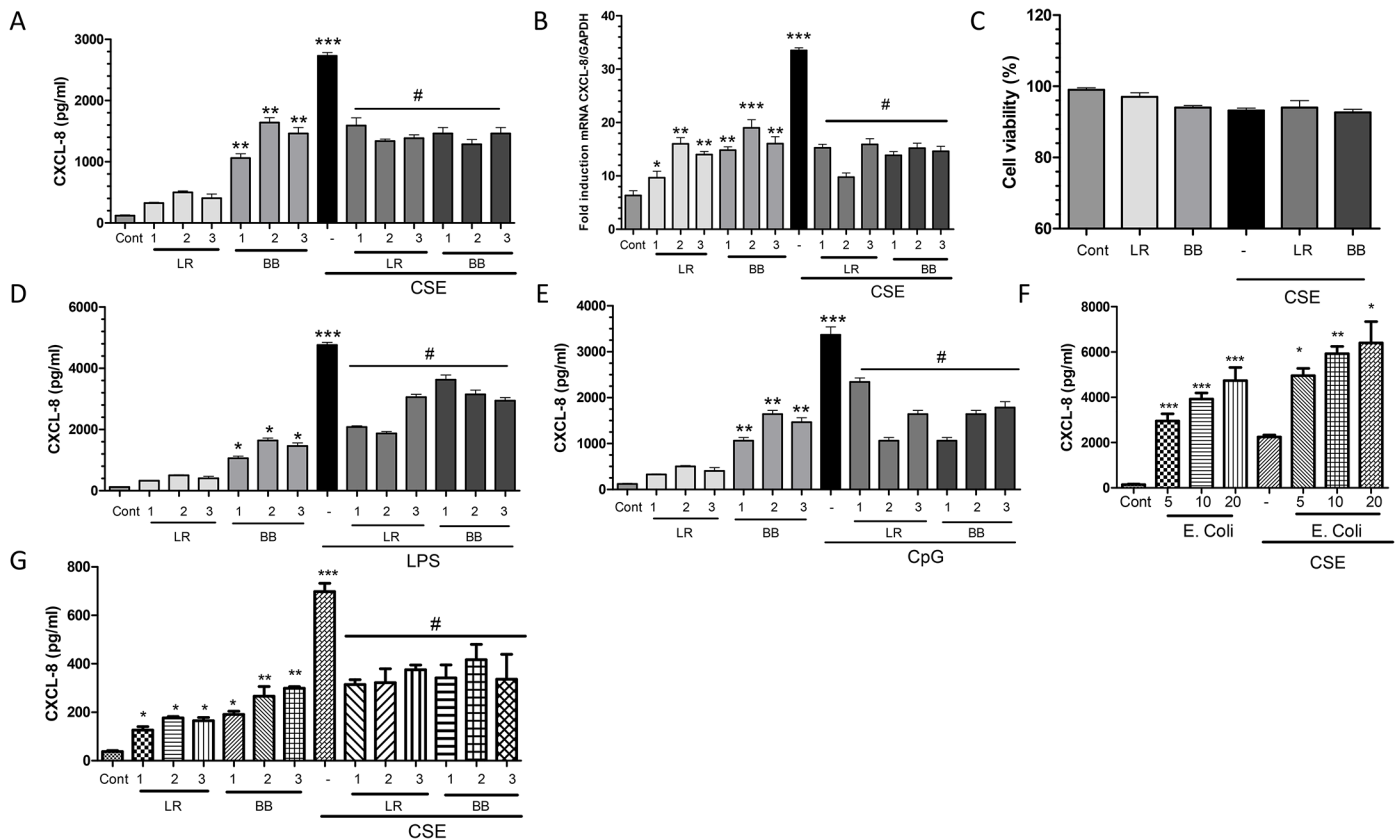 A
CXCL-8 (pg/ml)
3000
2000
1000
0
***
**
**
**
#
Cont 1 2 3 1 2 3 - 1 2 3 1 2 3
LR BB LR BB
CSE
B
Fold induction mRNA CXCL-8/GAPDH
40
30
20
10
0
***
*
**
**
**
***
**
#
Cont 1 2 3 1 2 3 - 1 2 3 1 2 3
LR BB LR BB
CSE
C
Cell viability (%)
120
100
80
60
Cont LR BB - LR BB
CSE
D
CXCL-8 (pg/ml)
6000
4000
2000
0
***
*
*
*
#
Cont 1 2 3 1 2 3 - 1 2 3 1 2 3
LR BB LR BB
LPS
E
CXCL-8 (pg/ml)
4000
3000
2000
1000
0
***
**
**
**
#
Cont 1 2 3 1 2 3 - 1 2 3 1 2 3
LR BB LR BB
CpG
F
CXCL-8 (pg/ml)
8000
6000
4000
2000
0
***
***
***
*
**
*
Cont 5 10 20 - 5 10 20
E. Coli E. Coli
CSE
G
CXCL-8 (pg/ml)
800
600
400
200
0
***
*
*
*
*
**
**
#
Cont 1 2 3 1 2 3 - 1 2 3 1 2 3
LR BB LR BB
CSE